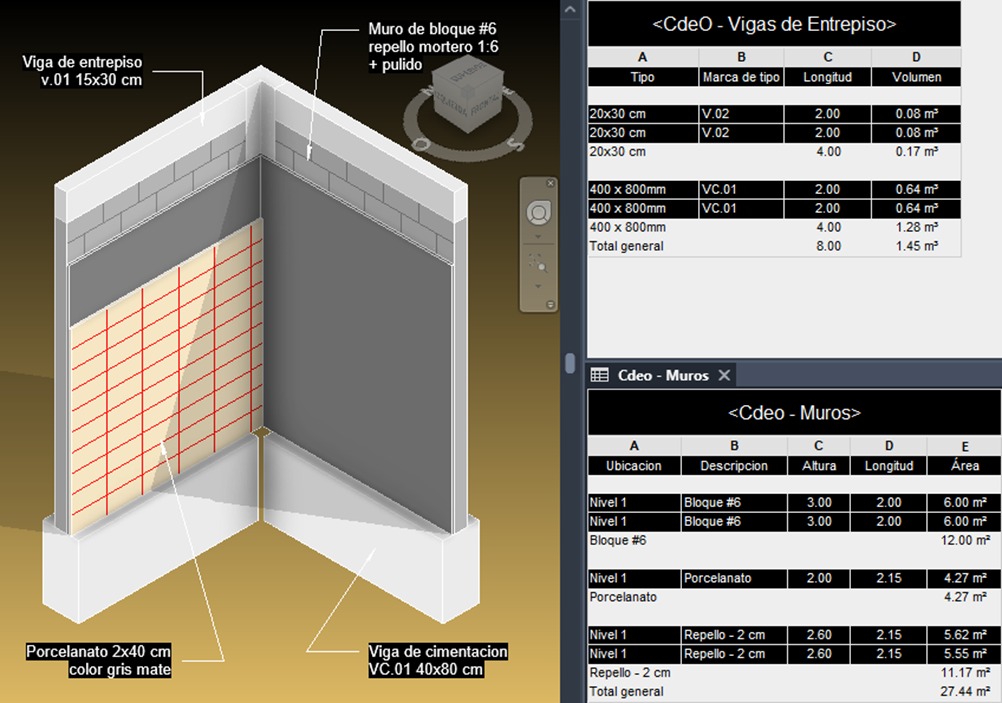 Viga de entrepiso
v.01 15x30 cm
Muro de bloque #6
repello mortero 1:6
+ pulido
Porcelanato 2x40 cm
color gris mate
Viga de cimentacion
VC.01 40x80 cm
<CdeO - Vigas de Entrepiso>
A B C D
Tipo Marca de tipo Longitud Volumen
20x30 cm V.02 2.00 0.08 m³
20x30 cm V.02 2.00 0.08 m³
20x30 cm 4.00 0.17 m³
400 x 800mm VC.01 2.00 0.64 m³
400 x 800mm VC.01 2.00 0.64 m³
400 x 800mm 4.00 1.28 m³
Total general 8.00 1.45 m³
Cdeo - Muros
<Cdeo - Muros>
A B C D E
Ubicacion Descripcion Altura Longitud Área
Nivel 1 Bloque #6 3.00 2.00 6.00 m²
Nivel 1 Bloque #6 3.00 2.00 6.00 m²
Bloque #6 12.00 m²
Nivel 1 Porcelanato 2.00 2.15 4.27 m²
Porcelanato 4.27 m²
Nivel 1 Repello - 2 cm 2.60 2.15 5.62 m²
Nivel 1 Repello - 2 cm 2.60 2.15 5.55 m²
Repello - 2 cm 11.17 m²
Total general 27.44 m²